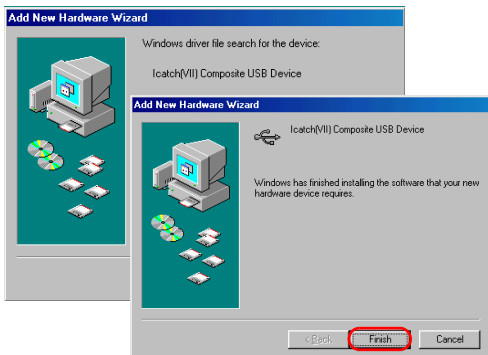 Add New Hardware Wizard
Windows driver file search for the device:
Icatch(VII) Composite USB Device
Add New Hardware Wizard
Icatch(VII) Composite USB Device
Windows has finished installing the software that your new
hardware device requires.
< Back
Finish
Cancel